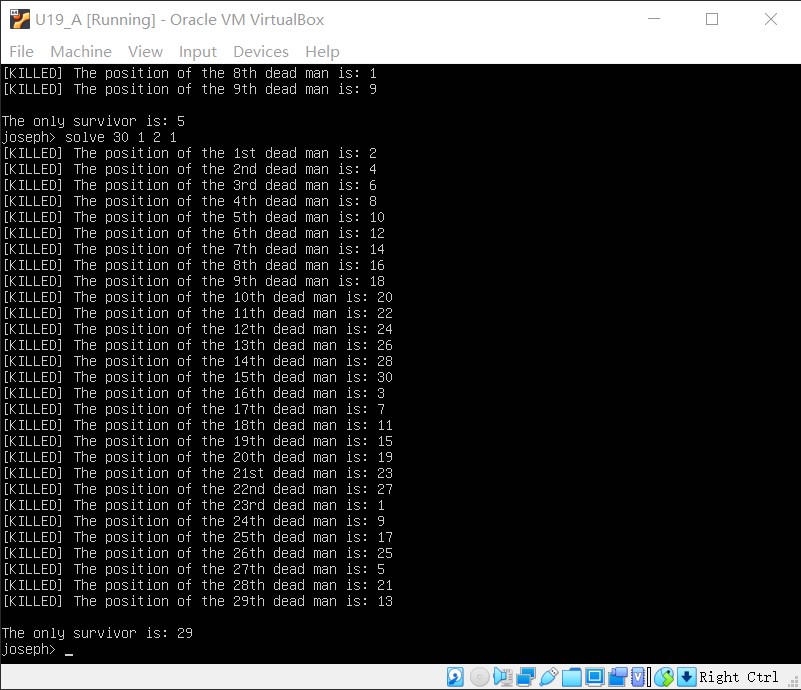 U19_A [Running] - Oracle VM VirtualBox
File Machine View Input Devices Help
[KILLED] The position of the 8th dead man is: 1
[KILLED] The position of the 9th dead man is: 9
The only survivor is: 5
joseph> solve 30 1 2 1
[KILLED] The position of the 1st dead man is: 2
[KILLED] The position of the 2nd dead man is: 4
[KILLED] The position of the 3rd dead man is: 6
[KILLED] The position of the 4th dead man is: 8
[KILLED] The position of the 5th dead man is: 10
[KILLED] The position of the 6th dead man is: 12
[KILLED] The position of the 7th dead man is: 14
[KILLED] The position of the 8th dead man is: 16
[KILLED] The position of the 9th dead man is: 18
[KILLED] The position of the 10th dead man is: 20
[KILLED] The position of the 11th dead man is: 22
[KILLED] The position of the 12th dead man is: 24
[KILLED] The position of the 13th dead man is: 26
[KILLED] The position of the 14th dead man is: 28
[KILLED] The position of the 15th dead man is: 30
[KILLED] The position of the 16th dead man is: 3
[KILLED] The position of the 17th dead man is: 7
[KILLED] The position of the 18th dead man is: 11
[KILLED] The position of the 19th dead man is: 15
[KILLED] The position of the 20th dead man is: 19
[KILLED] The position of the 21st dead man is: 23
[KILLED] The position of the 22nd dead man is: 27
[KILLED] The position of the 23rd dead man is: 1
[KILLED] The position of the 24th dead man is: 9
[KILLED] The position of the 25th dead man is: 17
[KILLED] The position of the 26th dead man is: 25
[KILLED] The position of the 27th dead man is: 5
[KILLED] The position of the 28th dead man is: 21
[KILLED] The position of the 29th dead man is: 13
The only survivor is: 29
joseph> _
Right Ctrl